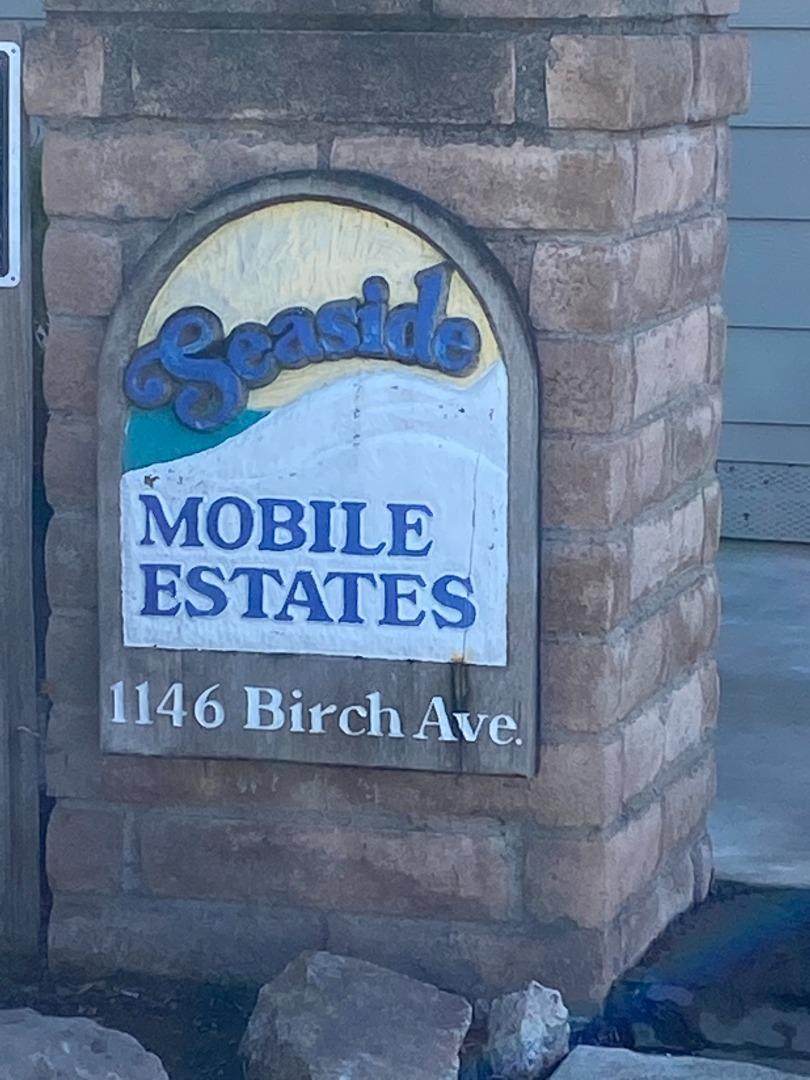 Seaside
MOBILE
ESTATES
1146 Birch Ave.